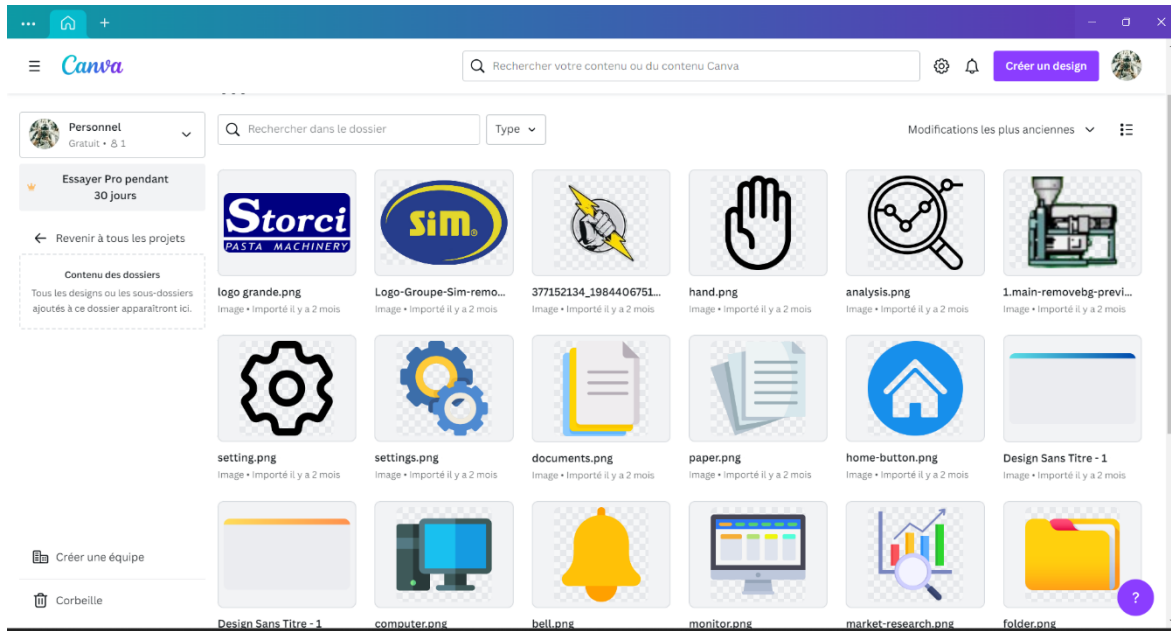 Canva
Rechercher votre contenu ou du contenu Canva
Créer un design
Personnel
Gratuit • 1
Rechercher dans le dossier
Type
Modifications les plus anciennes
Essayer Pro pendant
30 jours
Revenir à tous les projets
Contenu des dossiers
Tous les designs ou les sous-dossiers
ajoutés à ce dossier apparaîtront ici.
Storci
PASTA MACHINERY
SiM
logo grande.png
Image • Importé il y a 2 mois
Logo-Groupe-Sim-remo...
Image • Importé il y a 2 mois
377152134_1984406751...
Image • Importé il y a 2 mois
hand.png
Image • Importé il y a 2 mois
analysis.png
Image • Importé il y a 2 mois
1.main-removebg-previ...
Image • Importé il y a 2 mois
setting.png
Image • Importé il y a 2 mois
settings.png
Image • Importé il y a 2 mois
documents.png
Image • Importé il y a 2 mois
paper.png
Image • Importé il y a 2 mois
home-button.png
Image • Importé il y a 2 mois
Design Sans Titre - 1
Image • Importé il y a 2 mois
Design Sans Titre - 1
computer.png
bell.png
monitor.png
market-research.png
folder.png
Créer une équipe
Corbeille
?